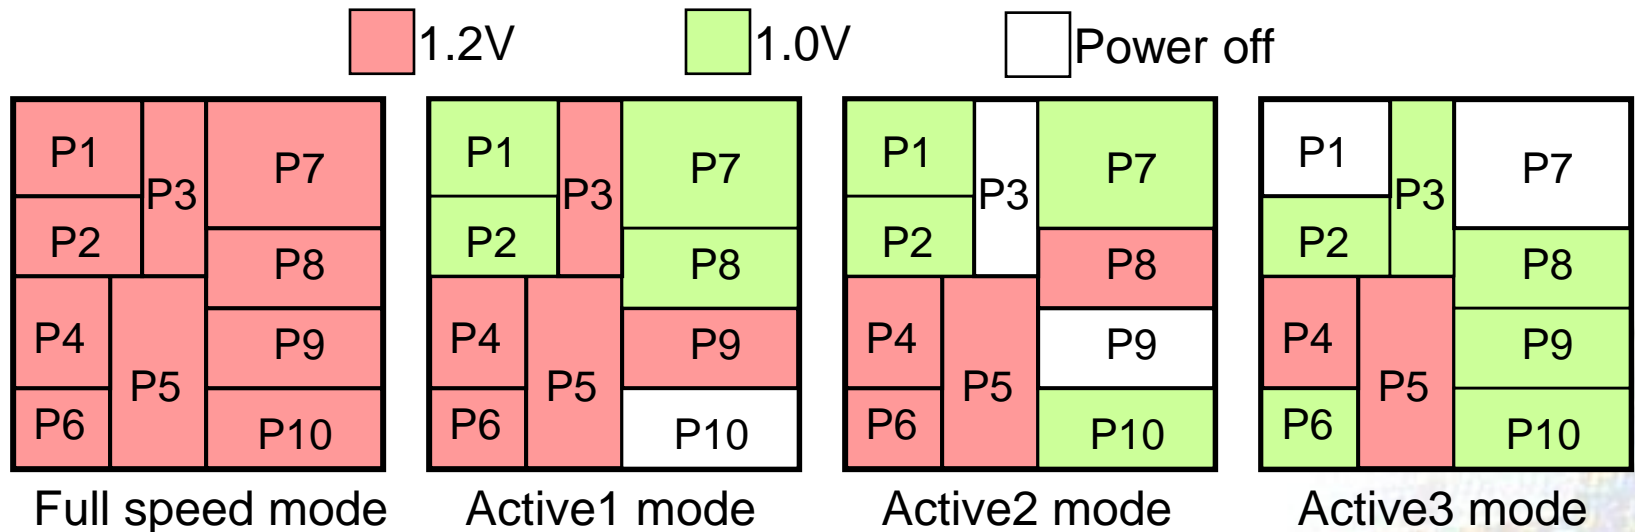 1.2V 1.0V Power off
P1 P3 P7
P2 P8
P4 P5 P9
P6 P10
Full speed mode
P1 P3 P7
P2 P8
P4 P5 P9
P6 P10
Active1 mode
P1 P3 P7
P2 P8
P4 P5 P9
P6 P10
Active2 mode
P1 P3 P7
P2 P8
P4 P5 P9
P6 P10
Active3 mode